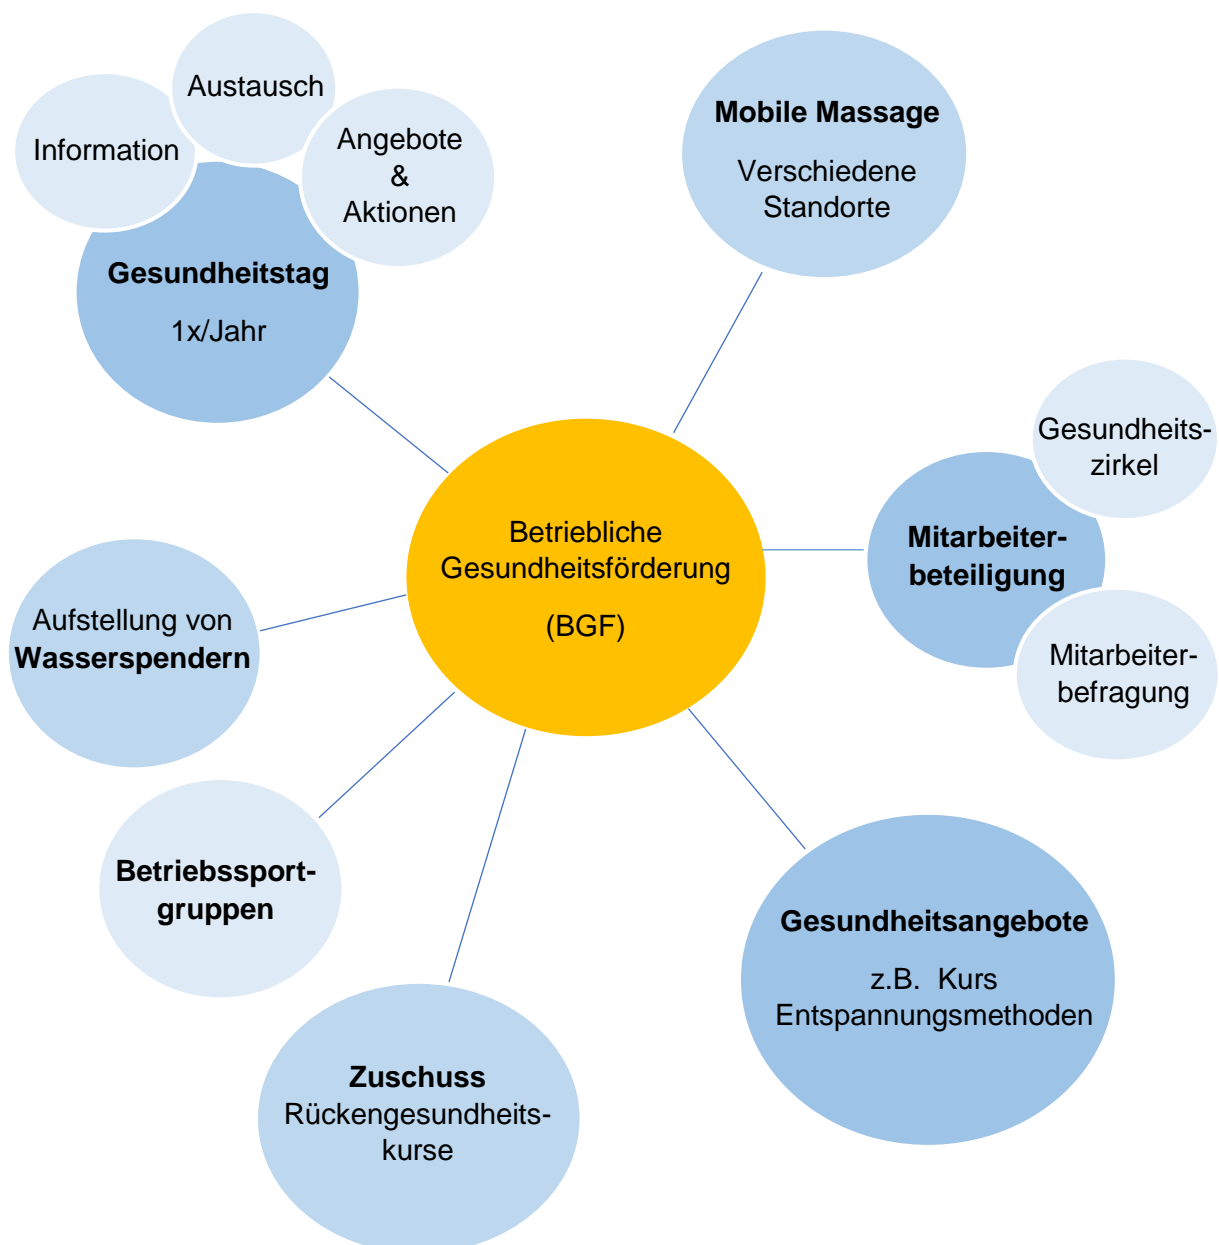 Austausch
Information
Angebote
&
Aktionen
Gesundheitstag
1x/Jahr
Mobile Massage
Verschiedene
Standorte
Betriebliche
Gesundheitsförderung
(BGF)
Gesundheits-
zirkel
Mitarbeiter-
beteiligung
Mitarbeiter-
befragung
Aufstellung von
Wasserspendern
Betriebssport-
gruppen
Gesundheitsangebote
z.B. Kurs
Entspannungsmethoden
Zuschuss
Rückengesundheits-
kurse